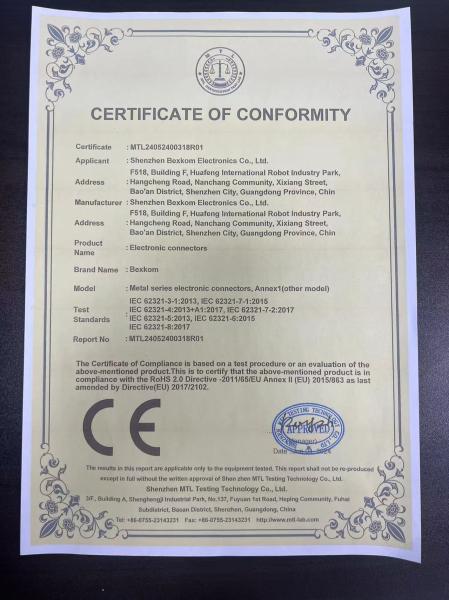 CERTIFICATE OF CONFORMITY
Certificate : MTL24052400318R01
Applicant : Shenzhen Bexkom Electronics Co., Ltd.
F518, Building F, Huafeng International Robot Industry Park,
Address : Hangcheng Road, Nanchang Community, Xixiang Street,
Bao'an District, Shenzhen City, Guangdong Province, Chin
Manufacturer : Shenzhen Bexkom Electronics Co., Ltd.
F518, Building F, Huafeng International Robot Industry Park,
Address : Hangcheng Road, Nanchang Community, Xixiang Street,
Bao'an District, Shenzhen City, Guangdong Province, Chin
Product
Name : Electronic connectors
Brand Name : Bexkom
Model : Metal series electronic connectors, Annex1(other model)
IEC 62321-3-1:2013, IEC 62321-7-1:2015
Test : IEC 62321-4:2013+A1:2017, IEC 62321-7-2:2017
Standards IEC 62321-5:2013, IEC 62321-6:2015
IEC 62321-8:2017
Report No : MTL24052400318R01
The Certificate of Compliance is based on a test procedure or an evaluation of the
above-mentioned product.This is to certify that the above-mentioned product is in
compliance with the RoHS 2.0 Directive -2011/65/EU Annex II (EU) 2015/863 as last
amended by Directive(EU) 2017/2102.
CE
APPROVED
Date
The results in this report are applicable only to the equipment tested. This report shall not be re-produced
except in full without the written approval of Shen Zhen MTL Testing Technology Co., Ltd.
Shenzhen MTL Testing Technology Co., Ltd.
3/F., Building A, Shenghengji Industrial Park, No.137, Fuyuan 1st Road, Heping Community, Fuhai
Subdistrict, Baoan District, Shenzhen, Guangdong, China
Tel: +86-0755-23143231 Fax: +86-0755-23143231 http://www.mtl-lab.com